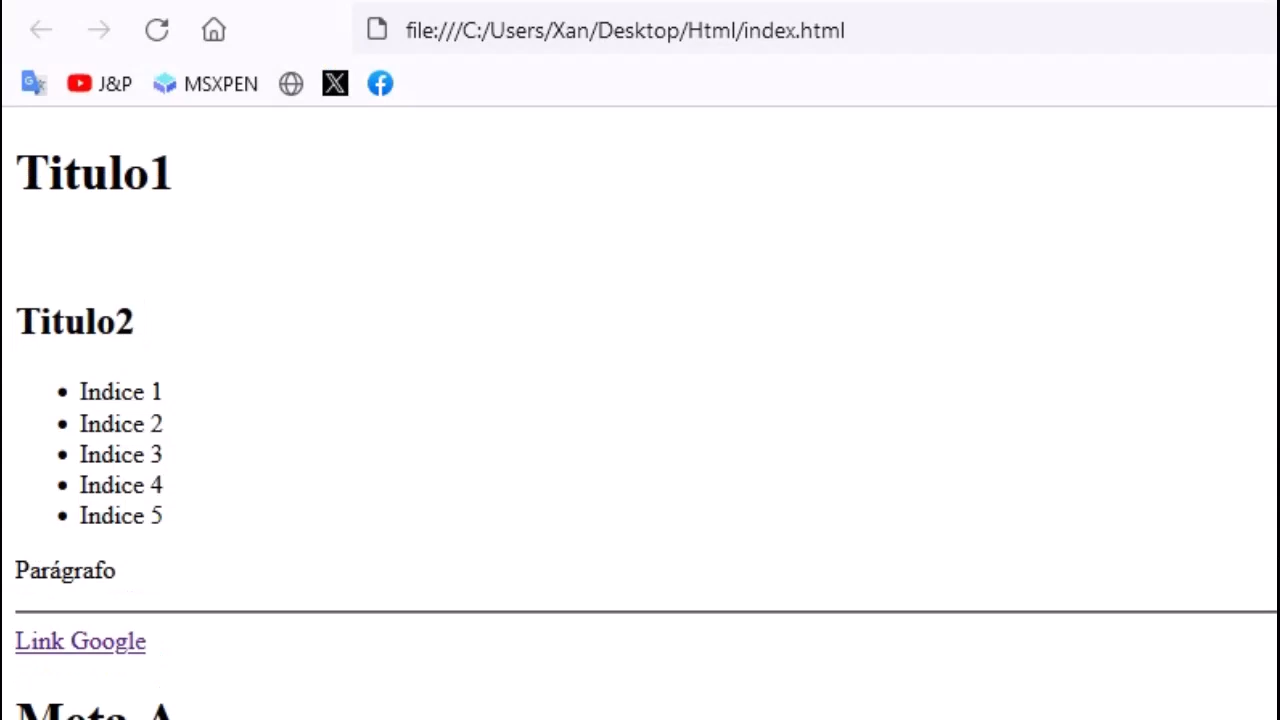 file:///C:/Users/Xan/Desktop/Html/index.html
J&P MSXPEN
Titulo1
Titulo2
Indice 1
Indice 2
Indice 3
Indice 4
Indice 5
Parágrafo
Link Google
Meta A